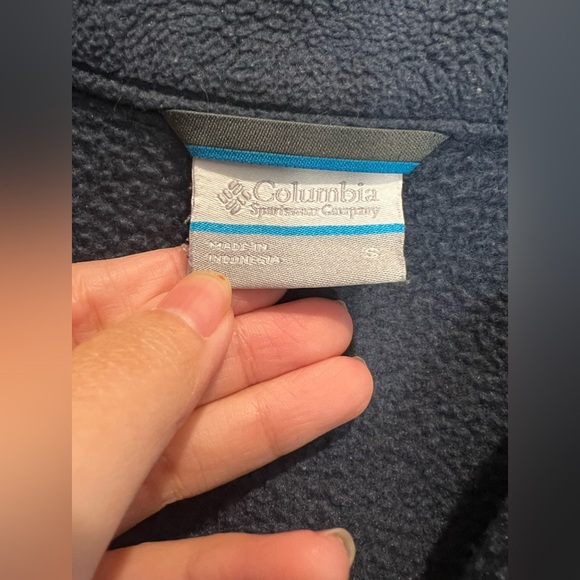 Columbia
Sportswear Company
MADE IN
INDONESIA
S